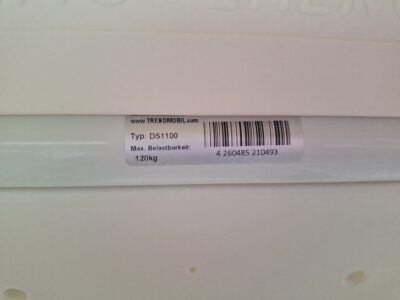 www.TRENDMOBIL.com
Typ: DS1100
Max. Belastbarkeit:
120kg
4 260485 210493